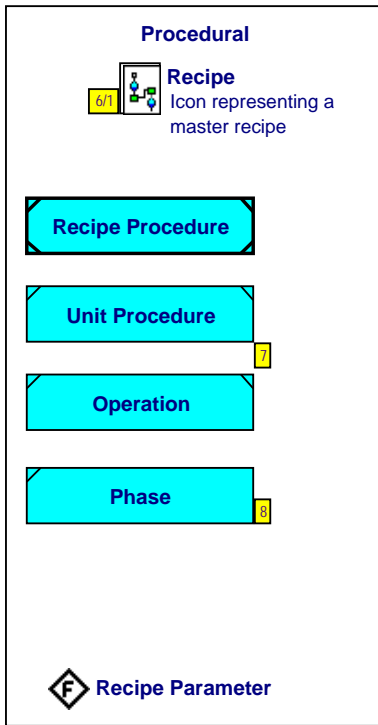 Procedural
Recipe
6/1
Icon representing a
master recipe
Recipe Procedure
Unit Procedure
7
Operation
Phase
8
F
Recipe Parameter